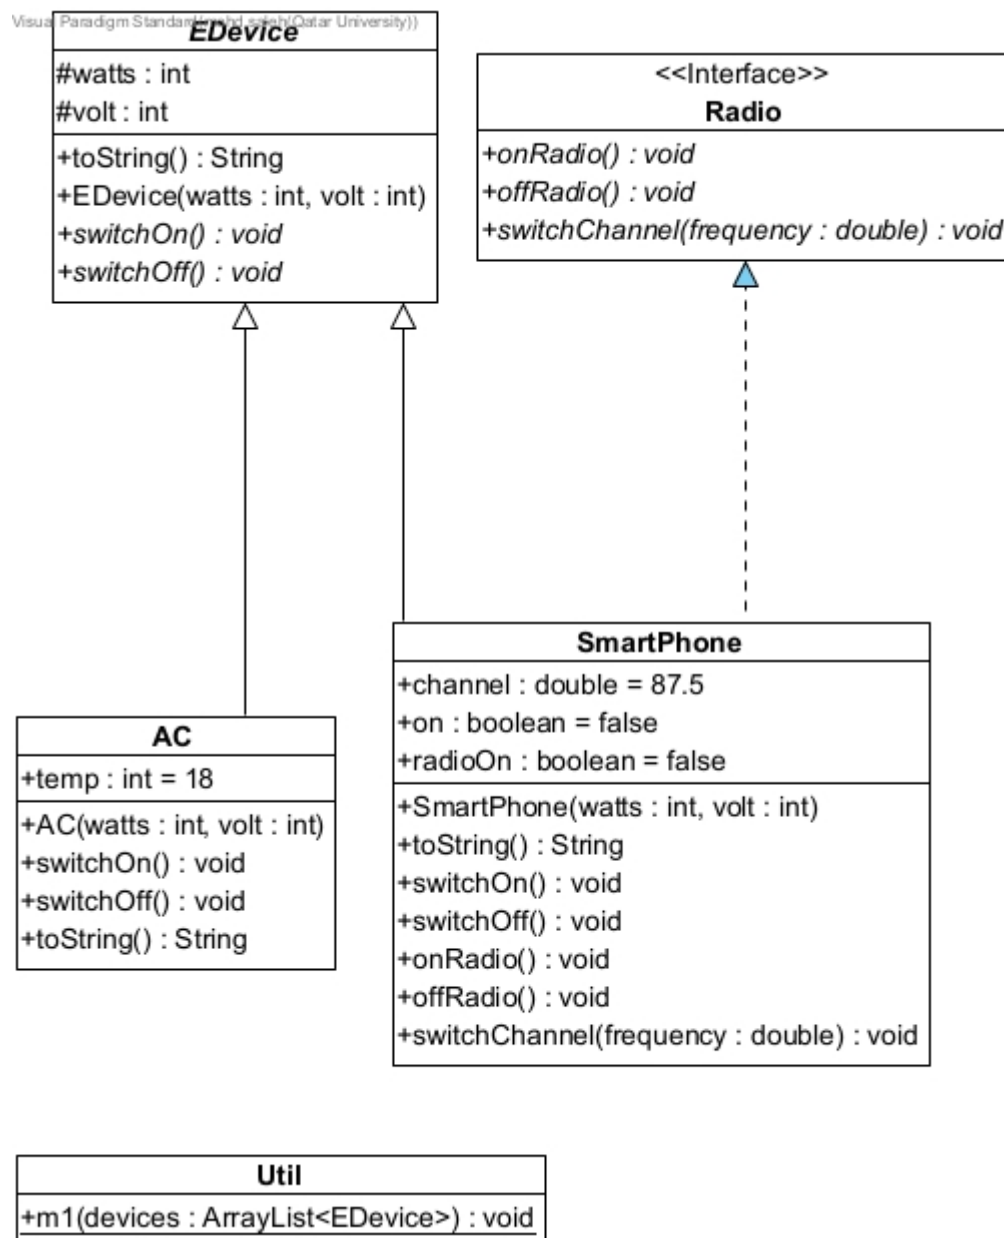 Visual Paradigm Standard(mohd.saleh(Qatar University))
EDevice
#watts : int
#volt : int
+toString() : String
+EDevice(watts : int, volt : int)
+switchOn() : void
+switchOff() : void
<<Interface>>
Radio
+onRadio() : void
+offRadio() : void
+switchChannel(frequency : double) : void
AC
+temp : int = 18
+AC(watts : int, volt : int)
+switchOn() : void
+switchOff() : void
+toString() : String
SmartPhone
+channel : double = 87.5
+on : boolean = false
+radioOn : boolean = false
+SmartPhone(watts : int, volt : int)
+toString() : String
+switchOn() : void
+switchOff() : void
+onRadio() : void
+offRadio() : void
+switchChannel(frequency : double) : void
Util
+m1(devices : ArrayList<EDevice>) : void